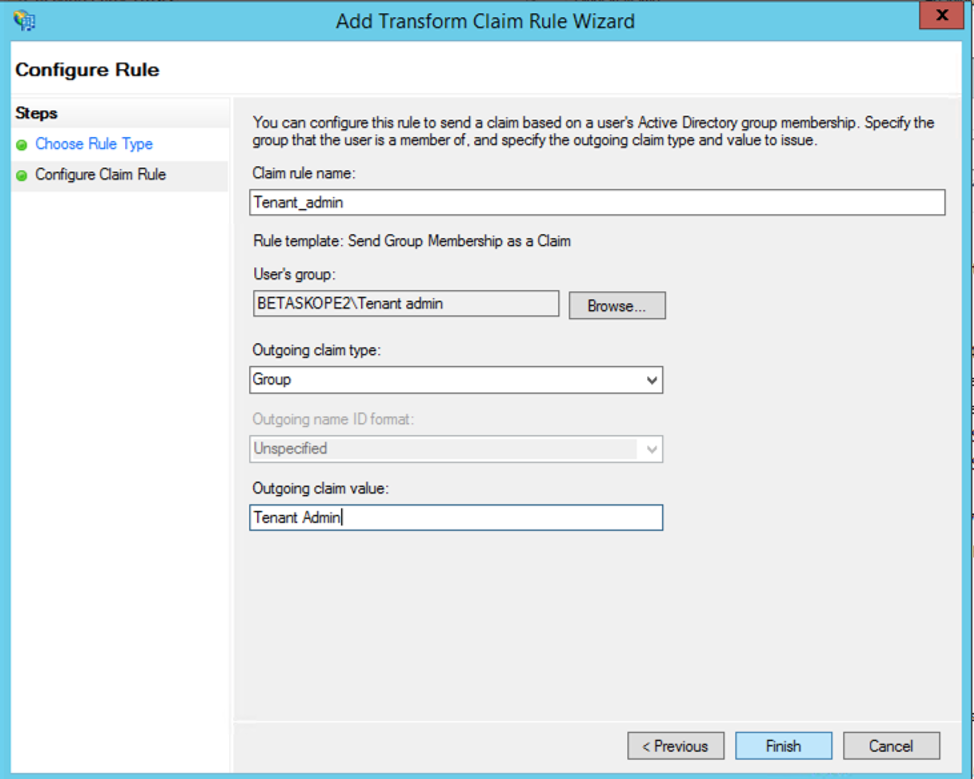 Add Transform Claim Rule Wizard
X
Configure Rule
Steps
Choose Rule Type
Configure Claim Rule
You can configure this rule to send a claim based on a user's Active Directory group membership. Specify the
group that the user is a member of, and specify the outgoing claim type and value to issue.
Claim rule name:
Tenant_admin
Rule template: Send Group Membership as a Claim
User's group:
BETASKOPE2\Tenant admin
Browse...
Outgoing claim type:
Group
Outgoing name ID format:
Unspecified
Outgoing claim value:
Tenant Admin
< Previous
Finish
Cancel